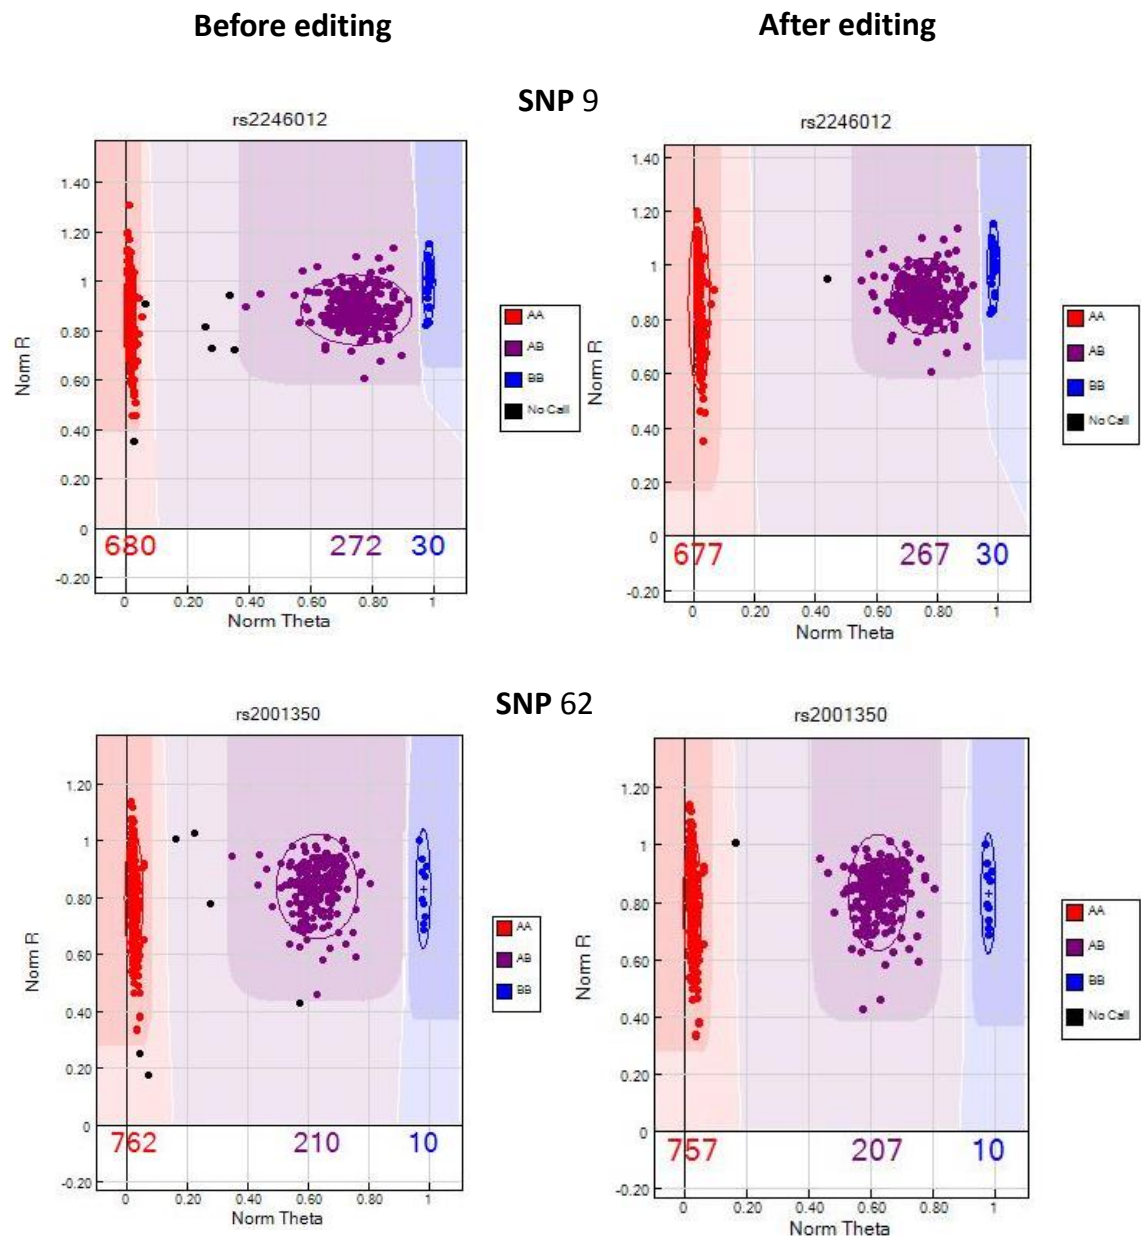 Before editing
After editing
SNP 9
rs2246012
rs2246012
Norm R
1.40
1.20
1
0.80
0.60
0.40
0.20
0
-0.20
680
272
30
0
0.20
0.40
0.60
0.80
1
Norm Theta
AA
AB
BB
No Call
Norm R
1.40
1.20
1
0.80
0.60
0.40
0.20
0
-0.20
677
267
30
0
0.20
0.40
0.60
0.80
1
Norm Theta
AA
AB
BB
No Call
SNP 62
rs2001350
rs2001350
Norm R
1.20
1
0.80
0.60
0.40
0.20
0
-0.20
762
210
10
0
0.20
0.40
0.60
0.80
1
Norm Theta
AA
AB
BB
Norm R
1.20
1
0.80
0.60
0.40
0.20
0
-0.20
757
207
10
0
0.20
0.40
0.60
0.80
1
Norm Theta
AA
AB
BB
No Call